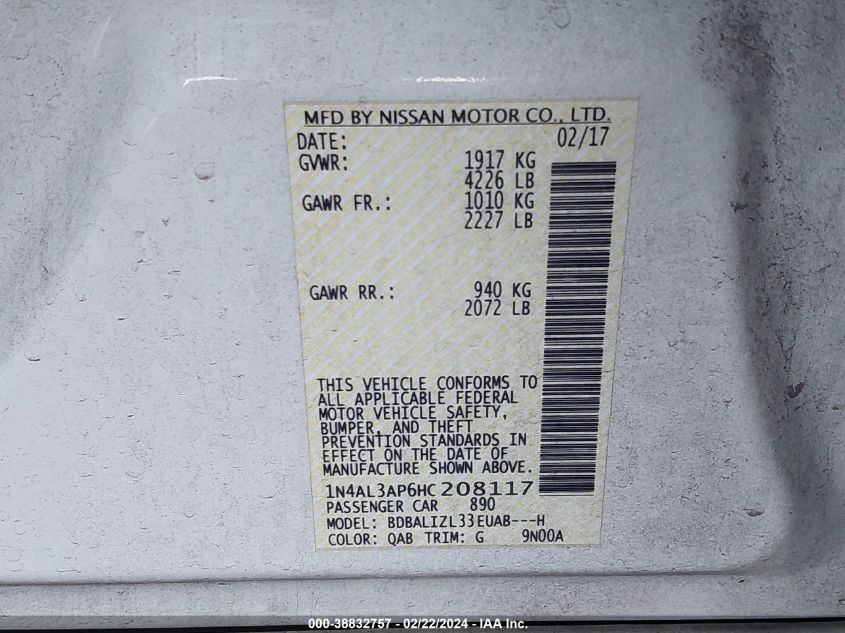 MFD BY NISSAN MOTOR CO., LTD.
DATE: 02/17
GVWR: 1917 KG
4226 LB
GAWR FR.: 1010 KG
2227 LB
GAWR RR.: 940 KG
2072 LB
THIS VEHICLE CONFORMS TO
ALL APPLICABLE FEDERAL
MOTOR VEHICLE SAFETY,
BUMPER, AND THEFT
PREVENTION STANDARDS IN
EFFECT ON THE DATE OF
MANUFACTURE SHOWN ABOVE.
1N4AL3AP6HC208117
PASSENGER CAR 890
MODEL: BDBALIZL33EUAB---H
COLOR: QAB TRIM: G 9N00A
000-38832757 - 02/22/2024 - IAA Inc.